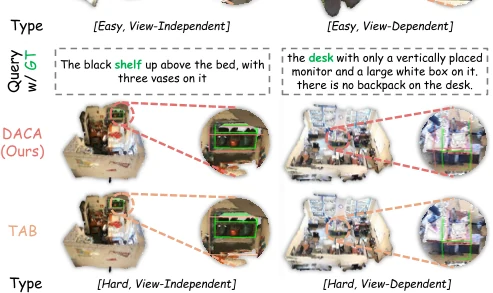 Type
[Easy, View-Independent]
[Easy, View-Dependent]
Query
w/ GT
The black shelf up above the bed, with
three vases on it
the desk with only a vertically placed
monitor and a large white box on it.
there is no backpack on the desk.
DACA
(Ours)
TAB
Type
[Hard, View-Independent]
[Hard, View-Dependent]